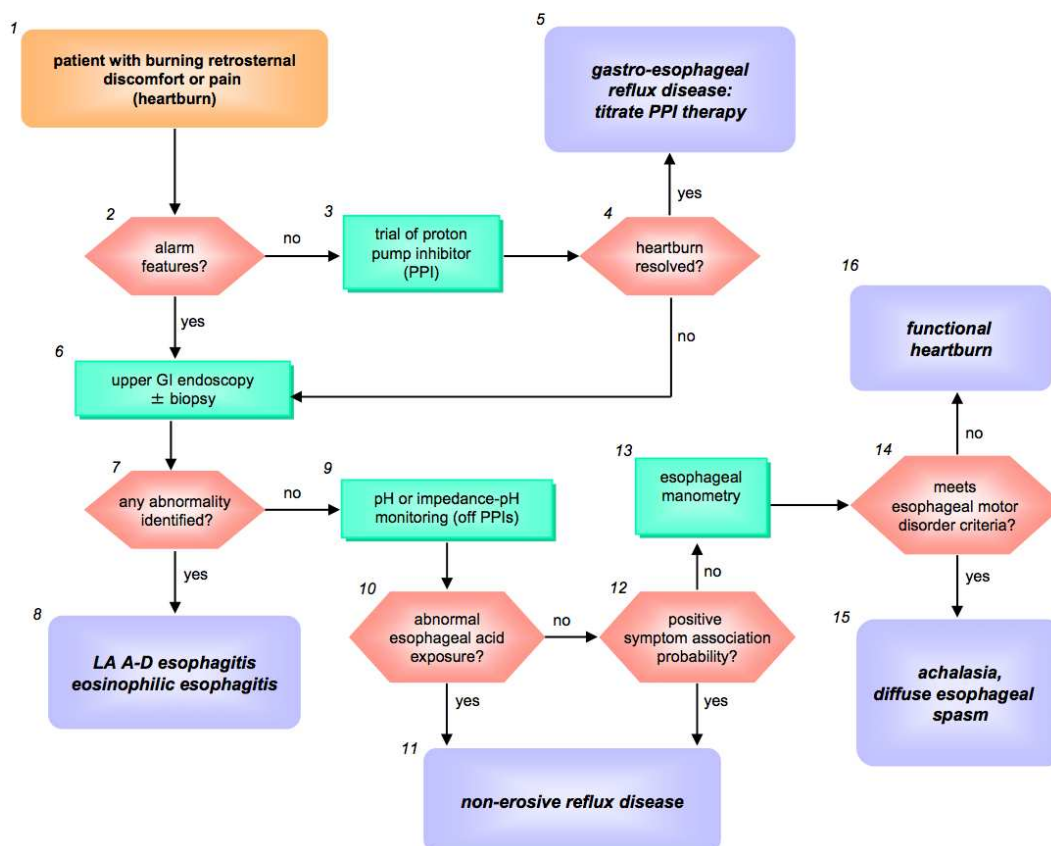 1
patient with burning retrosternal
discomfort or pain
(heartburn)
2
alarm
features?
no
yes
3
trial of proton
pump inhibitor
(PPI)
4
heartburn
resolved?
yes
no
5
gastro-esophageal
reflux disease:
titrate PPI therapy
6
upper GI endoscopy
± biopsy
7
any abnormality
identified?
no
yes
8
LA A-D esophagitis
eosinophilic esophagitis
9
pH or impedance-pH
monitoring (off PPIs)
10
abnormal
esophageal acid
exposure?
no
yes
11
non-erosive reflux disease
12
positive
symptom association
probability?
no
yes
13
esophageal
manometry
14
meets
esophageal motor
disorder criteria?
no
yes
15
achalasia,
diffuse esophageal
spasm
16
functional
heartburn